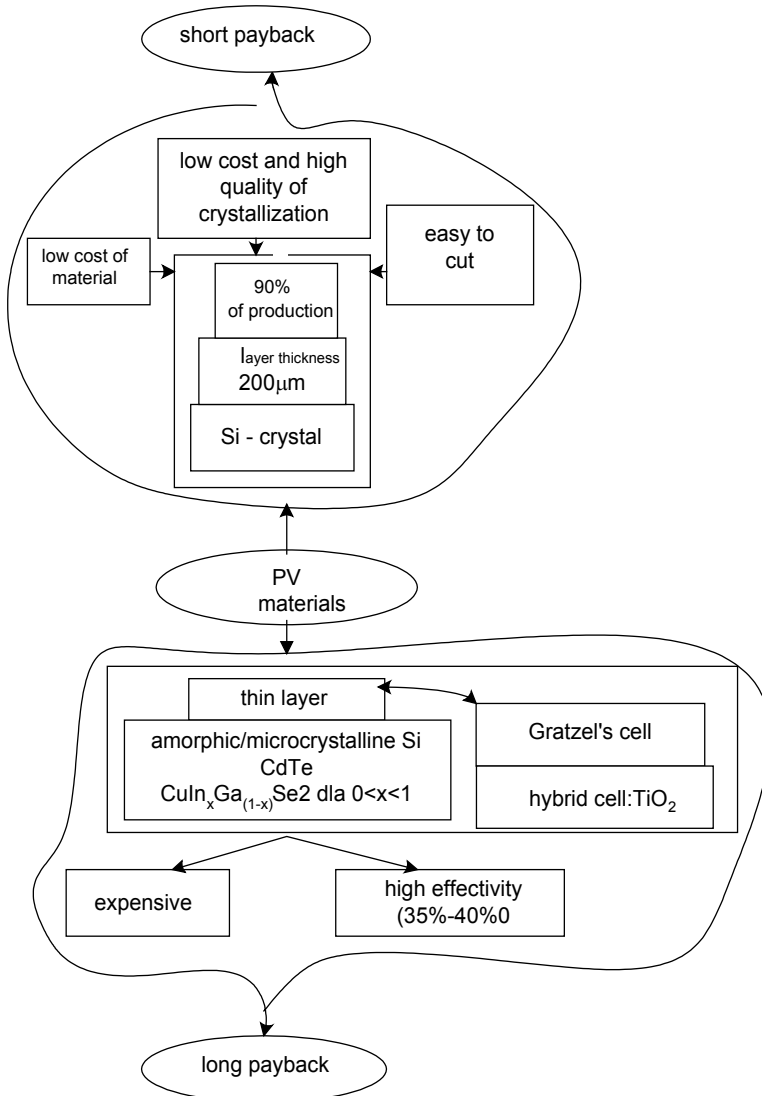 short payback
low cost and high
quality of
crystallization
low cost of
material
easy to
cut
90%
of production
layer thickness
200μm
Si - crystal
PV
materials
thin layer
amorphic/microcrystalline Si
CdTe
CuInₓGa₍₁₋ₓ₎Se2 dla 0<x<1
Gratzel's cell
hybrid cell:TiO₂
expensive
high effectivity
(35%-40%0
long payback